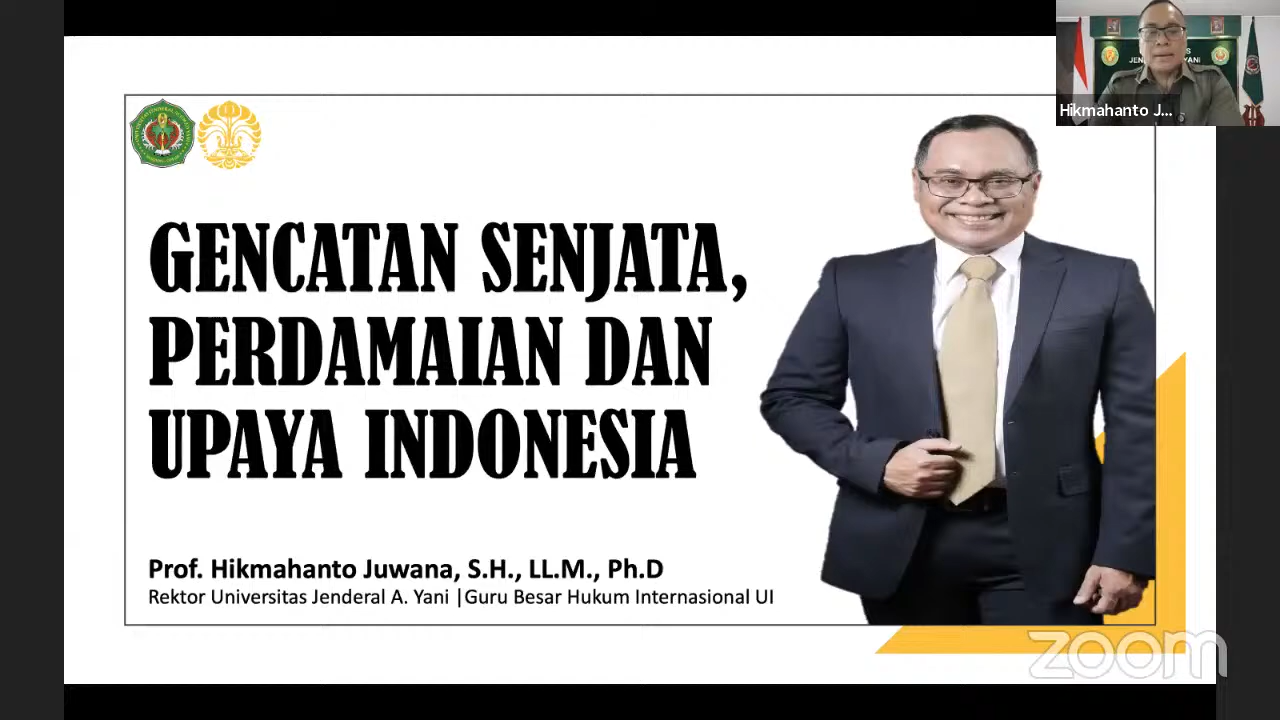 GENCATAN SENJATA,
PERDAMAIAN DAN
UPAYA INDONESIA
Prof. Hikmahanto Juwana, S.H., LL.M., Ph.D
Rektor Universitas Jenderal A. Yani |Guru Besar Hukum Internasional UI
Hikmahanto J...
zoom